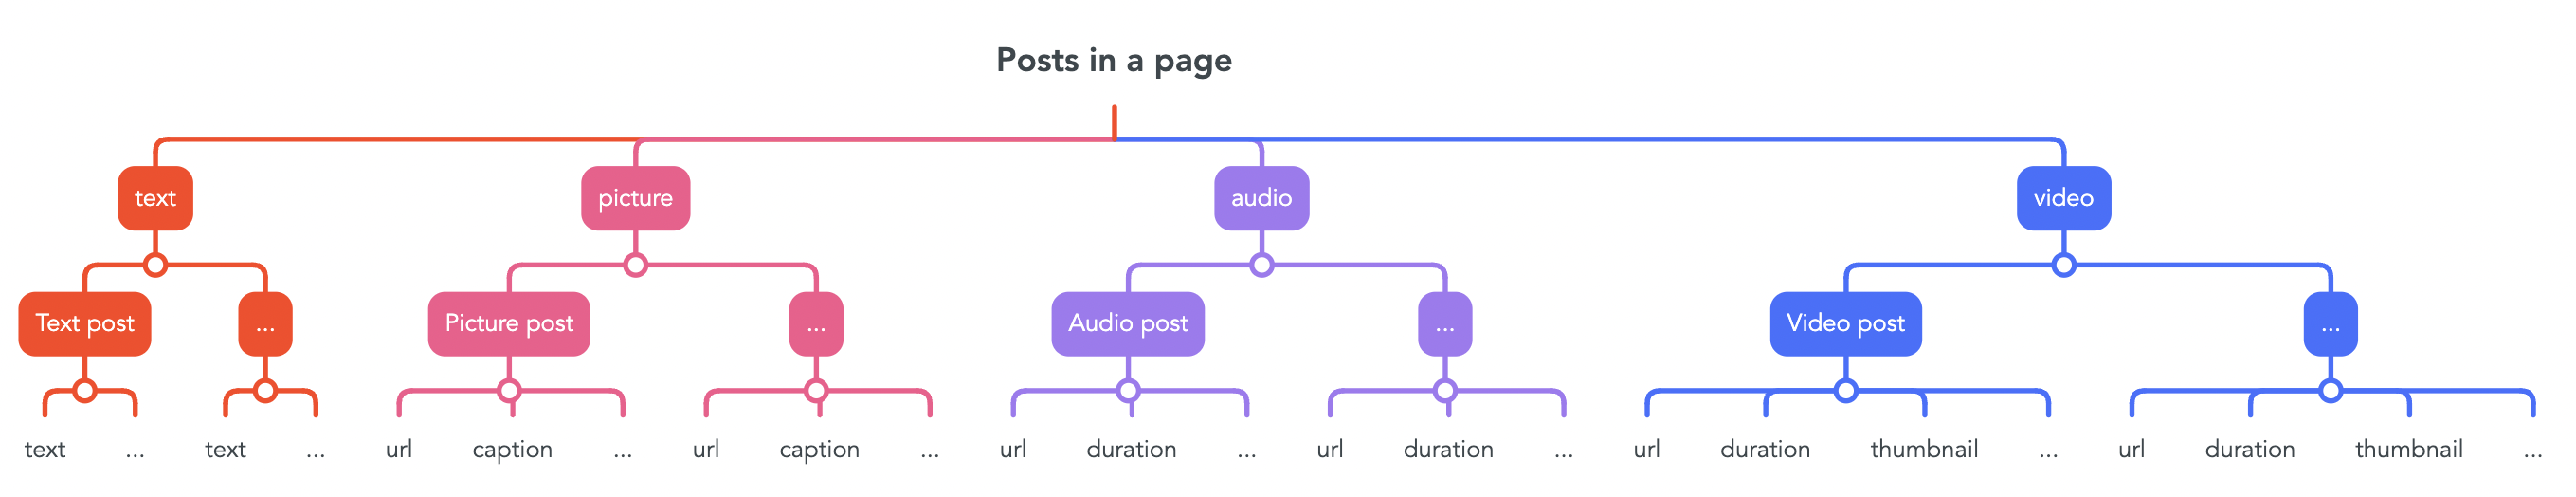 Posts in a page
text picture audio video
Text post ... Picture post ... Audio post ... Video post ...
text ... text ... url caption ... url caption ... url duration ... url duration ... url duration thumbnail ... url duration thumbnail ...